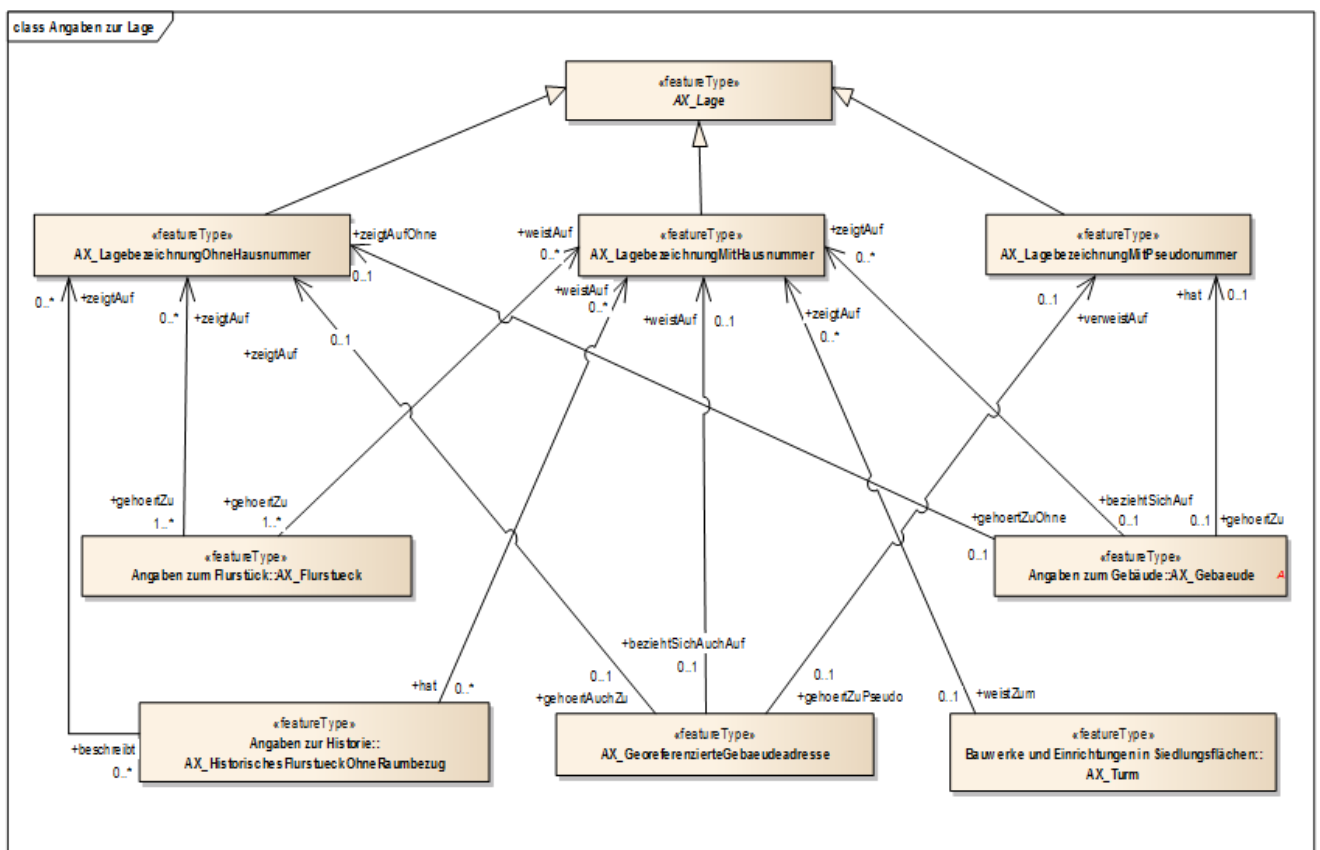 class Angaben zur Lage
«featureType»
AX_Lage
«featureType»
AX_LagebezeichnungOhneHausnummer
+zeigtAufOhne
0..1
+weistAuf
0..*
«featureType»
AX_LagebezeichnungMitHausnummer
+zeigtAuf
0..*
«featureType»
AX_LagebezeichnungMitPseudonummer
0..*
+zeigtAuf
0..*
+zeigtAuf
+zeigtAuf
0..1
+weistAuf
0..*
+weistAuf
0..1
+zeigtAuf
0..*
0..1
+verweistAuf
+hat
0..1
+gehoertZu
1..*
+gehoertZu
1..*
+gehoertZuOhne
0..1
+beziehtSichAuf
0..1
0..1
+gehoertZu
«featureType»
Angaben zum Flurstück::AX_Flurstueck
«featureType»
Angaben zum Gebäude::AX_Gebaeude
A
+hat
0..*
0..1
+gehoertAuchZu
+beziehtSichAuchAuf
0..1
0..1
+gehoertZuPseudo
0..1
+weistZum
+beschreibt
0..*
«featureType»
Angaben zur Historie::
AX_HistorischesFlurstueckOhneRaumbezug
«featureType»
AX_GeoreferenzierteGebaeudeadresse
«featureType»
Bauwerke und Einrichtungen in Siedlungsflächen::
AX_Turm